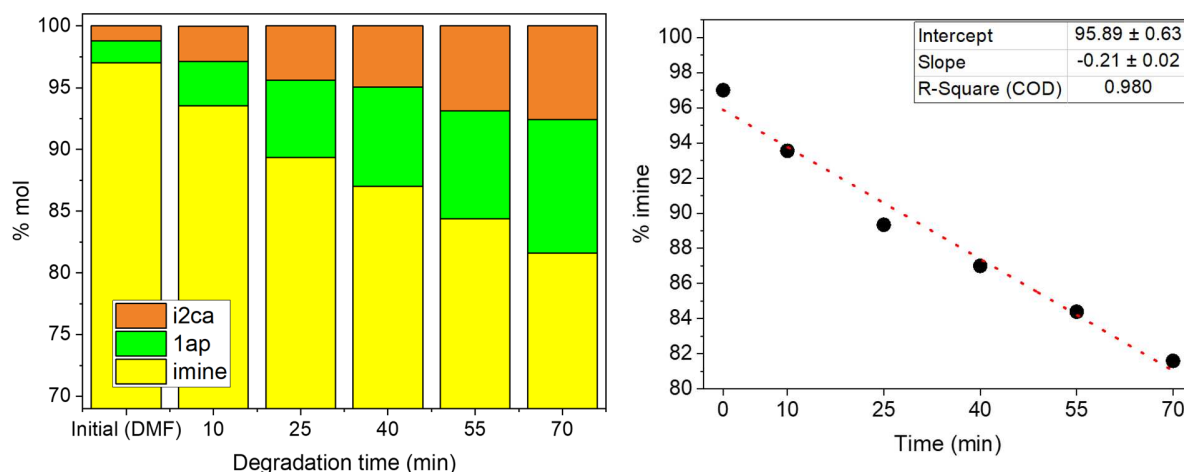 100
95
90
85
80
75
70
% mol
i2ca
1ap
imine
Initial (DMF) 10 25 40 55 70
Degradation time (min)
Intercept 95.89 ± 0.63
Slope -0.21 ± 0.02
R-Square (COD) 0.980
98
96
94
92
90
88
86
84
82
80
% imine
0 10 25 40 55 70
Time (min)